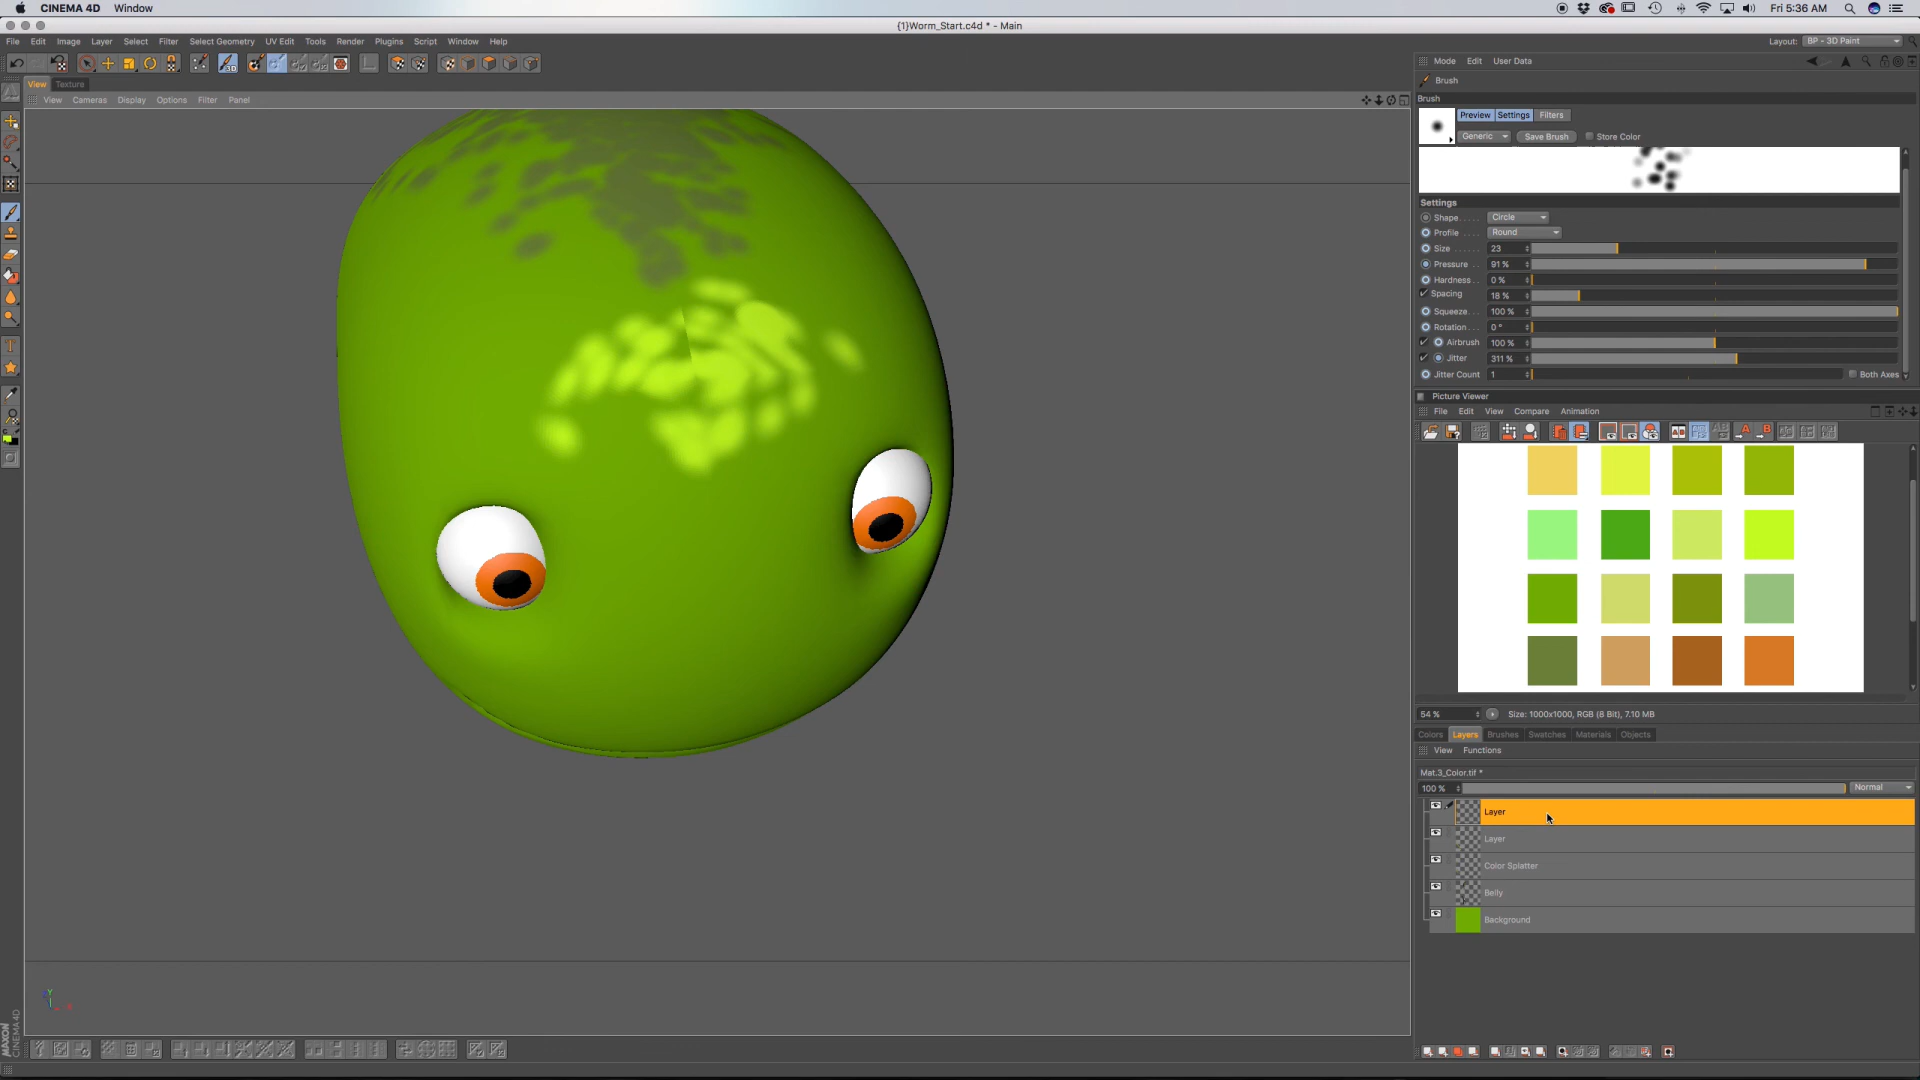 CINEMA 4D Window Fri 5:36 AM
{1}Worm_Start.c4d * - Main
File Edit Image Layer Select Filter Select Geometry UV Edit Tools Render Plugins Script Window Help Layout: BP - 3D Paint
Mode Edit User Data
Brush
View Texture
View Cameras Display Options Filter Panel
Brush
Preview Settings Filters
Generic Save Brush Store Color
Settings
Shape..... Circle
Profile .... Round
Size ...... 23
Pressure .. 91 %
Hardness.. 0 %
Spacing 18 %
Squeeze... 100 %
Rotation... 0 °
Airbrush 100 %
Jitter 311 %
Jitter Count 1 Both Axes
Picture Viewer
File Edit View Compare Animation
54 % Size: 1000x1000, RGB (8 Bit), 7.10 MB
Colors Layers Brushes Swatches Materials Objects
View Functions
Mat.3_Color.tif *
100 % Normal
Layer
Layer
Color Splatter
Belly
Background
Y
X
MAXON
CINEMA4D